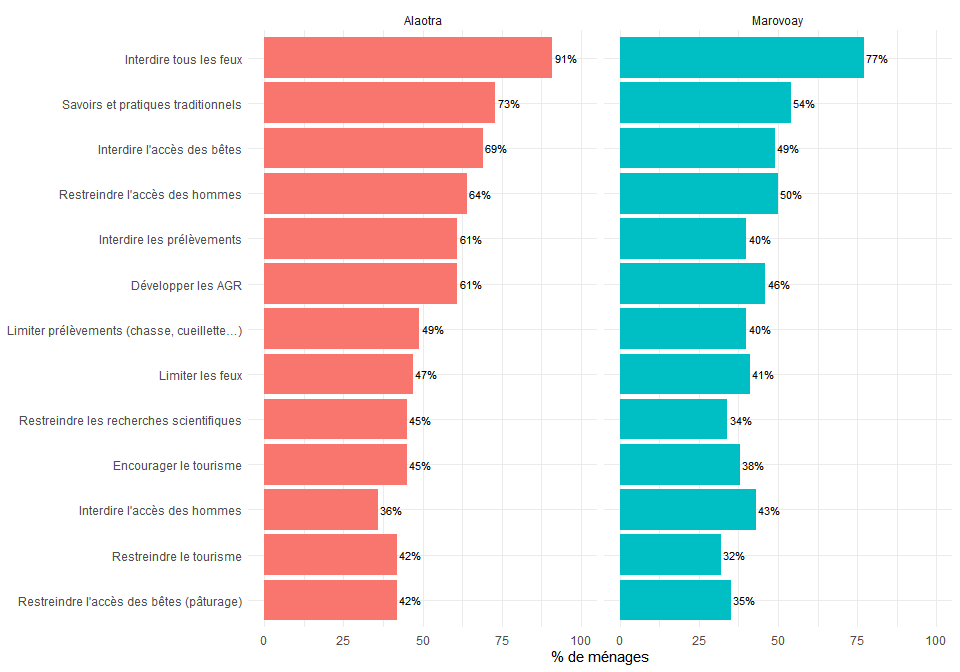 Alaotra Marovoay
Interdire tous les feux 91% 77%
Savoirs et pratiques traditionnels 73% 54%
Interdire l'accès des bêtes 69% 49%
Restreindre l'accès des hommes 64% 50%
Interdire les prélèvements 61% 40%
Développer les AGR 61% 46%
Limiter prélèvements (chasse, cueillette…) 49% 40%
Limiter les feux 47% 41%
Restreindre les recherches scientifiques 45% 34%
Encourager le tourisme 45% 38%
Interdire l'accès des hommes 36% 43%
Restreindre le tourisme 42% 32%
Restreindre l'accès des bêtes (pâturage) 42% 35%
0 25 50 75 100 0 25 50 75 100
% de ménages